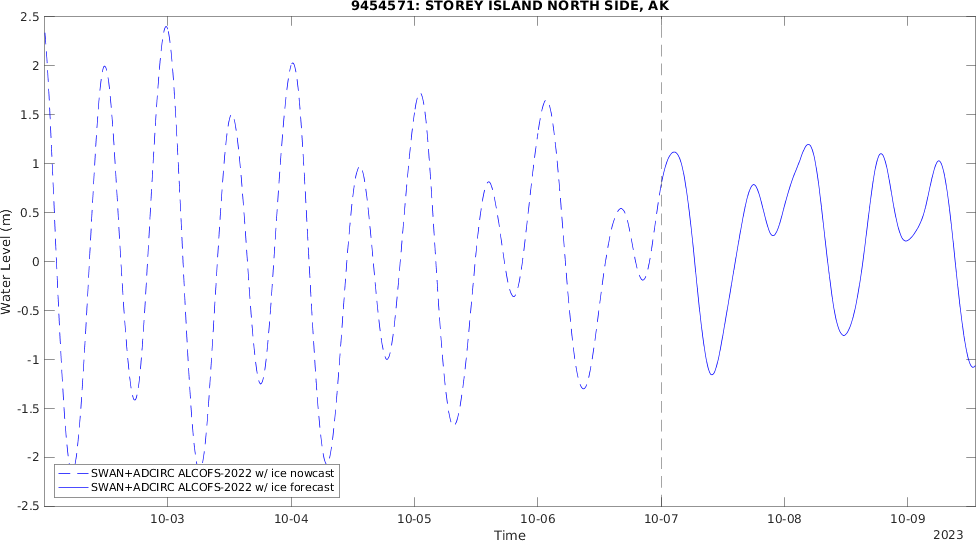 9454571: STOREY ISLAND NORTH SIDE, AK
2.5
2
1.5
1
0.5
0
-0.5
-1
-1.5
-2
-2.5
Water Level (m)
SWAN+ADCIRC ALCOFS-2022 w/ ice nowcast
SWAN+ADCIRC ALCOFS-2022 w/ ice forecast
10-03 10-04 10-05 10-06 10-07 10-08 10-09
Time
2023